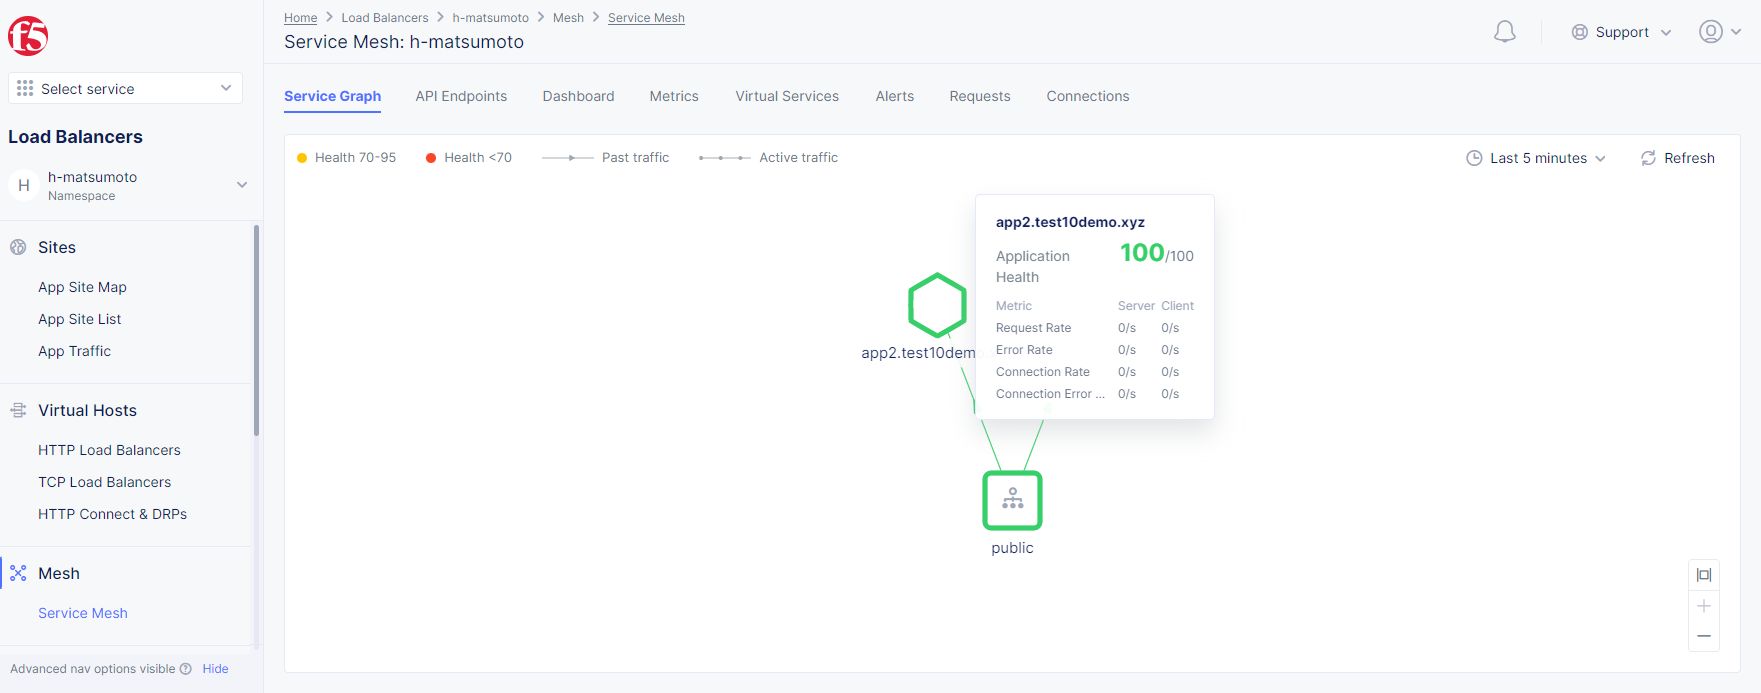 f5
Home > Load Balancers > h-matsumoto > Mesh > Service Mesh
Service Mesh: h-matsumoto
Support
Select service
Load Balancers
H
h-matsumoto
Namespace
Sites
App Site Map
App Site List
App Traffic
Virtual Hosts
HTTP Load Balancers
TCP Load Balancers
HTTP Connect & DRPs
Mesh
Service Mesh
Advanced nav options visible ? Hide
Service Graph API Endpoints Dashboard Metrics Virtual Services Alerts Requests Connections
Health 70-95 Health <70 Past traffic Active traffic
Last 5 minutes Refresh
app2.test10demo.xyz
Application Health 100/100
Metric Server Client
Request Rate 0/s 0/s
Error Rate 0/s 0/s
Connection Rate 0/s 0/s
Connection Error ... 0/s 0/s
app2.test10dem
public